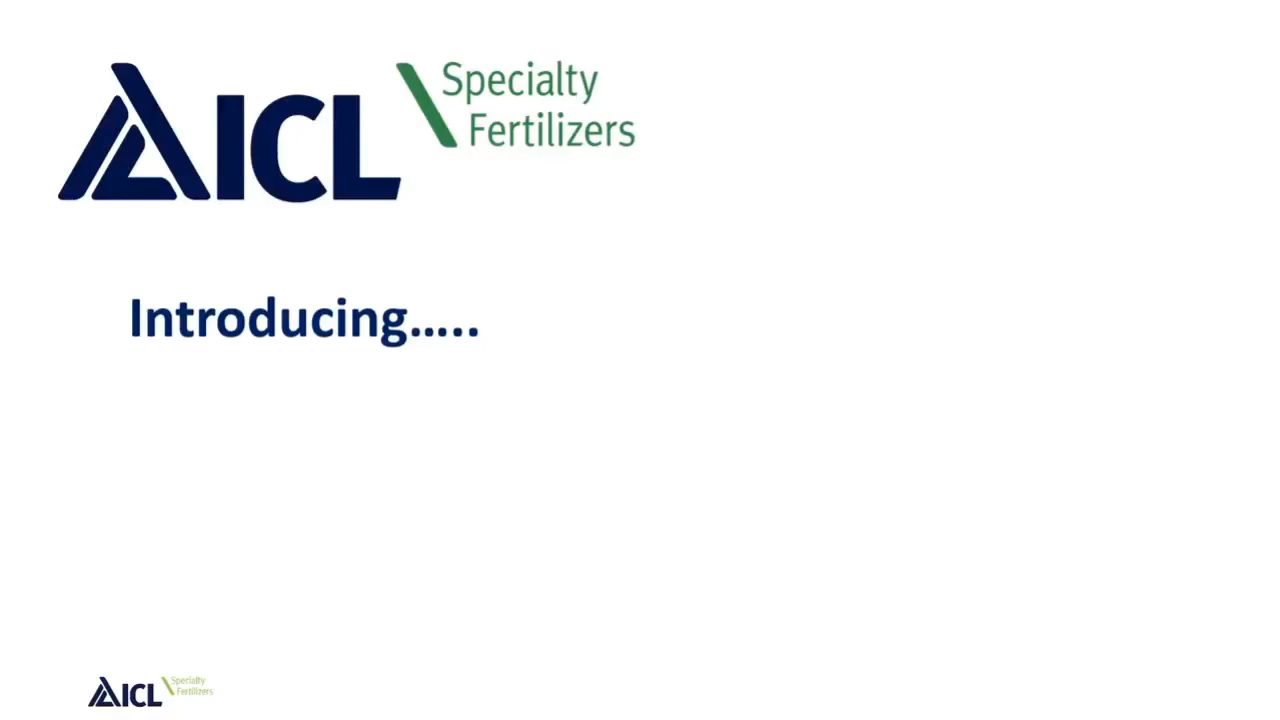 ICL
Specialty
Fertilizers
Introducing…..
ICL
Specialty
Fertilizers